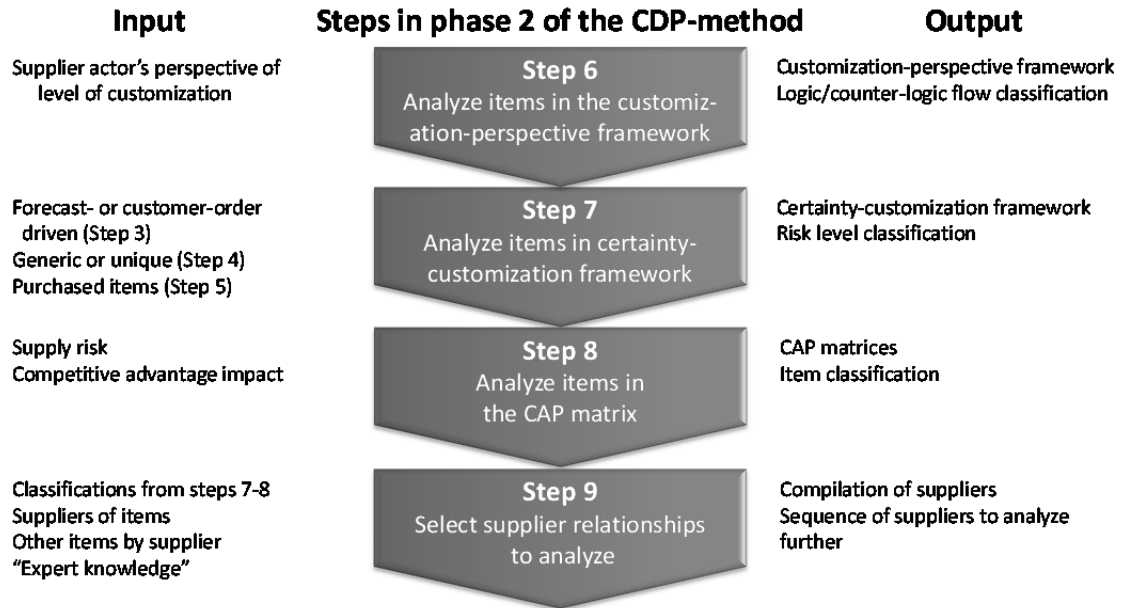 Input
Steps in phase 2 of the CDP-method
Output
Supplier actor's perspective of
level of customization
Step 6
Analyze items in the customiz-
ation-perspective framework
Customization-perspective framework
Logic/counter-logic flow classification
Forecast- or customer-order
driven (Step 3)
Generic or unique (Step 4)
Purchased items (Step 5)
Step 7
Analyze items in certainty-
customization framework
Certainty-customization framework
Risk level classification
Supply risk
Competitive advantage impact
Step 8
Analyze items in
the CAP matrix
CAP matrices
Item classification
Classifications from steps 7-8
Suppliers of items
Other items by supplier
“Expert knowledge”
Step 9
Select supplier relationships
to analyze
Compilation of suppliers
Sequence of suppliers to analyze
further